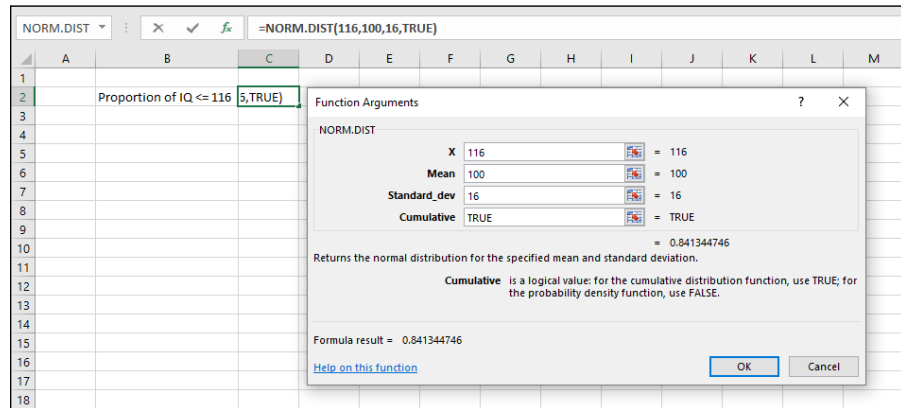 NORM.DIST fx =NORM.DIST(116,100,16,TRUE)
A B C D E F G H I J K L M
1
2 Proportion of IQ <= 116 5,TRUE)
3
4
5
6
7
8
9
10
11
12
13
14
15
16
17
18
Function Arguments ? X
NORM.DIST
X 116 = 116
Mean 100 = 100
Standard_dev 16 = 16
Cumulative TRUE = TRUE
= 0.841344746
Returns the normal distribution for the specified mean and standard deviation.
Cumulative is a logical value: for the cumulative distribution function, use TRUE; for
the probability density function, use FALSE.
Formula result = 0.841344746
Help on this function OK Cancel